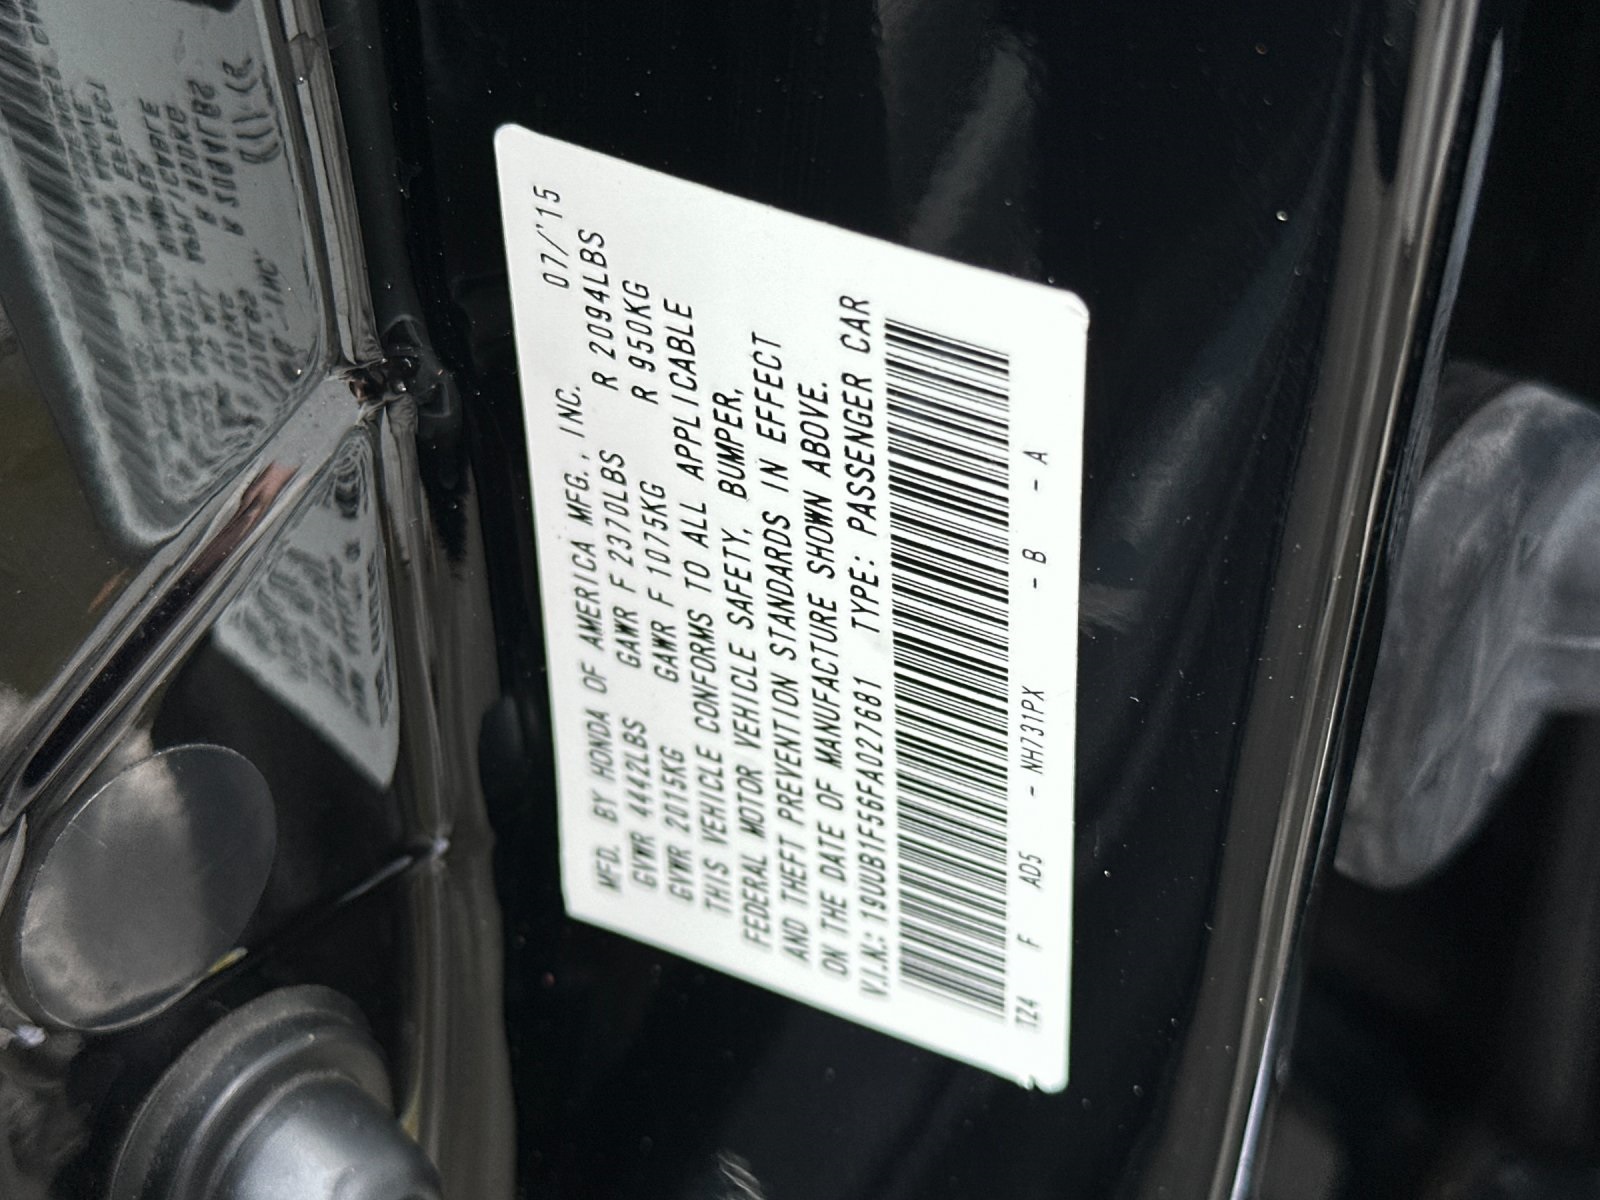 MFD. BY HONDA OF AMERICA MFG., INC. 07/'15
GVWR 4442LBS GAWR F 2370LBS R 2094LBS
GVWR 2015KG GAWR F 1075KG R 950KG
THIS VEHICLE CONFORMS TO ALL APPLICABLE
FEDERAL MOTOR VEHICLE SAFETY, BUMPER,
AND THEFT PREVENTION STANDARDS IN EFFECT
ON THE DATE OF MANUFACTURE SHOWN ABOVE.
V.I.N.: 19UUB1F56FA027681 TYPE: PASSENGER CAR
TZ4 F AD5 - NH731PX - B - A